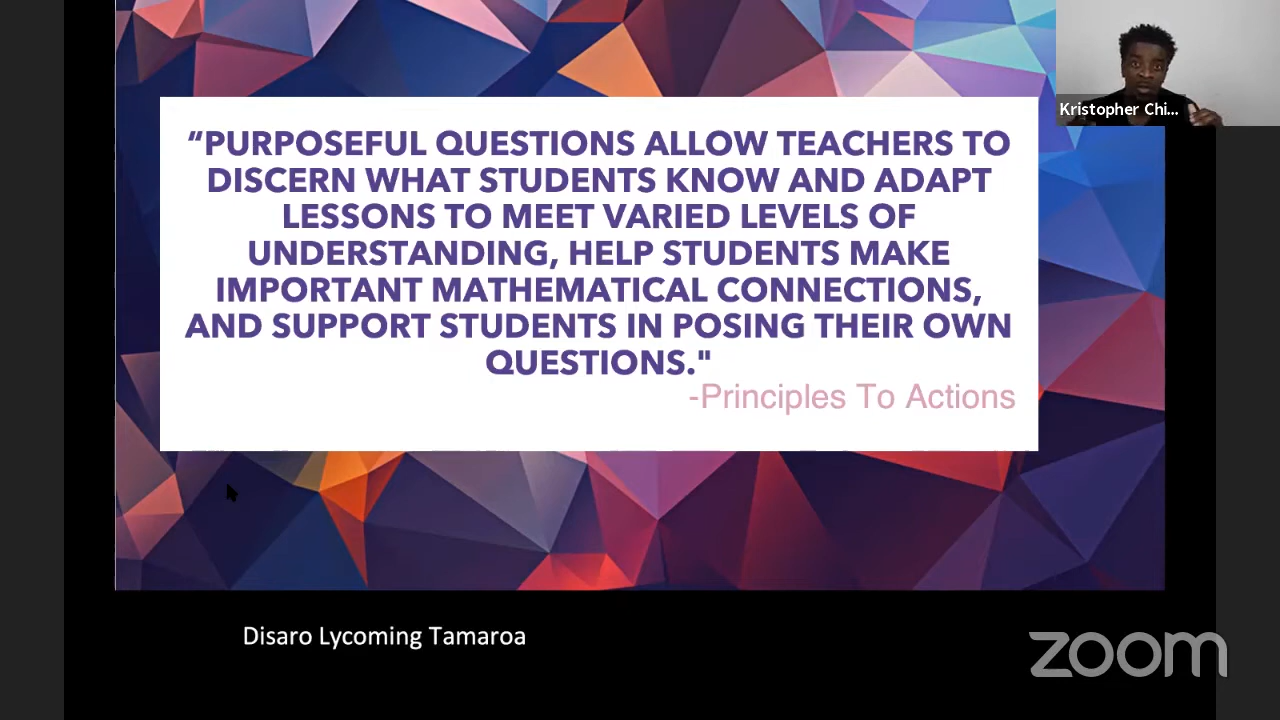 “PURPOSEFUL QUESTIONS ALLOW TEACHERS TO
DISCERN WHAT STUDENTS KNOW AND ADAPT
LESSONS TO MEET VARIED LEVELS OF
UNDERSTANDING, HELP STUDENTS MAKE
IMPORTANT MATHEMATICAL CONNECTIONS,
AND SUPPORT STUDENTS IN POSING THEIR OWN
QUESTIONS."
-Principles To Actions
Kristopher Chi...
Disaro Lycoming Tamaroa
zoom